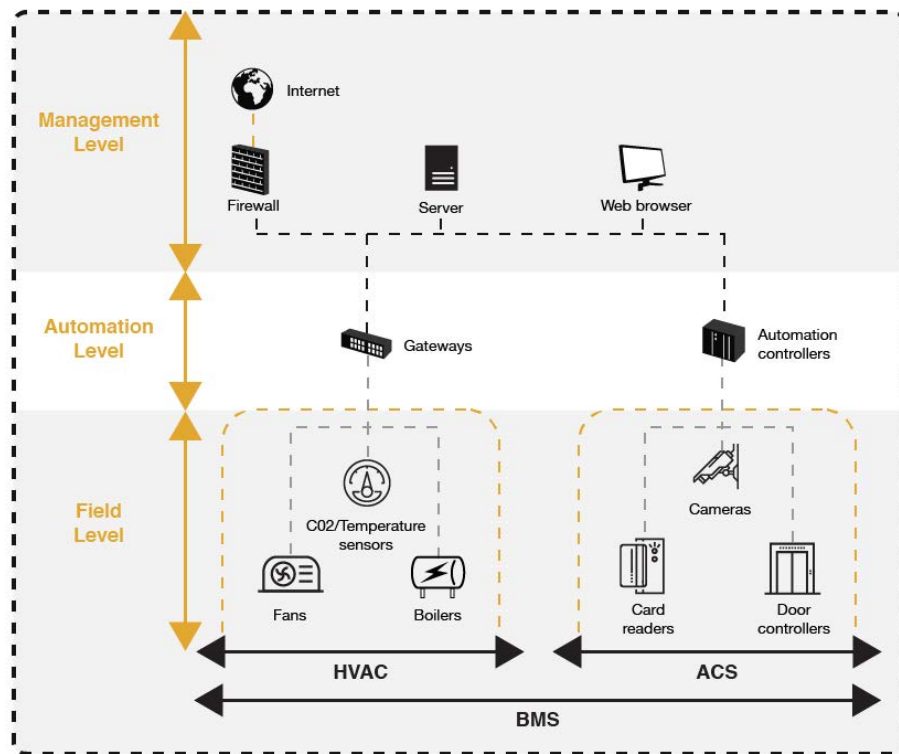 Internet
Management
Level
Firewall
Server
Web browser
Automation
Level
Gateways
Automation
controllers
Field
Level
C02/Temperature
sensors
Cameras
Fans
Boilers
Card
readers
Door
controllers
HVAC
ACS
BMS